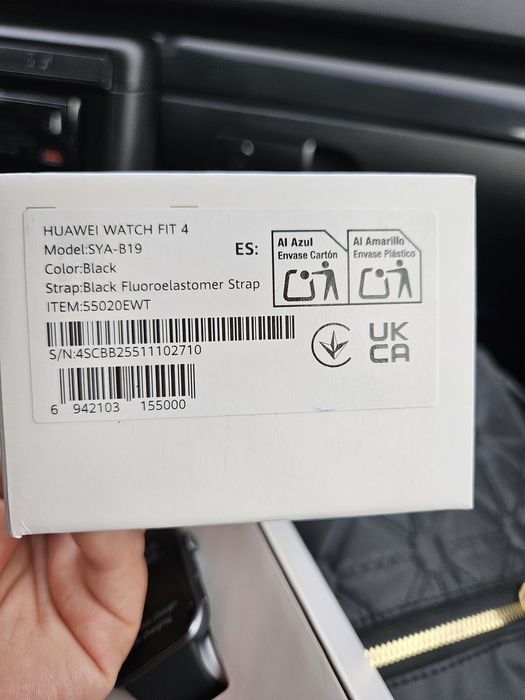 HUAWEI WATCH FIT 4
Model:SYA-B19
Color:Black
Strap:Black Fluoroelastomer Strap
ITEM:55020EWT
S/N:4SCBB25511102710
6 942103 155000
ES:
Al Azul
Envase Cartón
Al Amarillo
Envase Plástico
UK
CA
charging